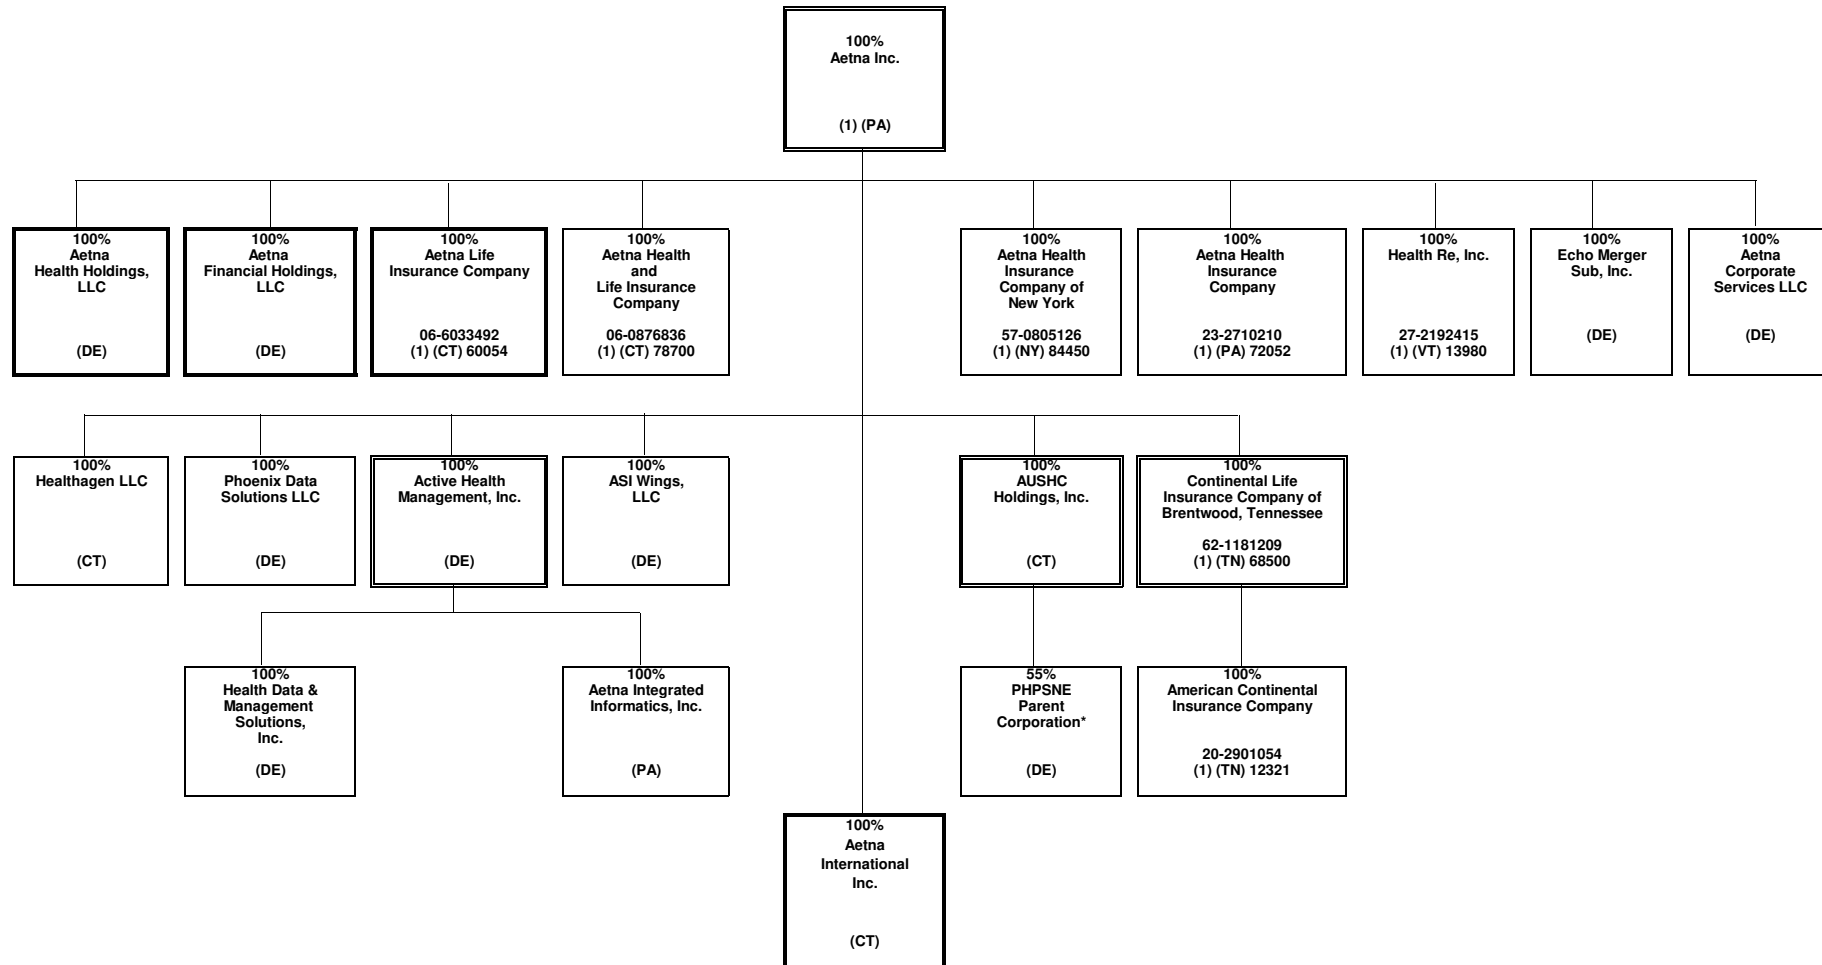 100%
Aetna Inc.
(1) (PA)
100%
Aetna
Health Holdings,
LLC
(DE)
100%
Aetna
Financial Holdings,
LLC
(DE)
100%
Aetna Life
Insurance Company
06-6033492
(1) (CT) 60054
100%
Aetna Health
and
Life Insurance
Company
06-0876836
(1) (CT) 78700
100%
Aetna Health
Insurance
Company of
New York
57-0805126
(1) (NY) 84450
100%
Aetna Health
Insurance
Company
23-2710210
(1) (PA) 72052
100%
Health Re, Inc.
27-2192415
(1) (VT) 13980
100%
Echo Merger
Sub, Inc.
(DE)
100%
Aetna
Corporate
Services LLC
(DE)
100%
Healthagen LLC
(CT)
100%
Phoenix Data
Solutions LLC
(DE)
100%
Active Health
Management, Inc.
(DE)
100%
ASI Wings,
LLC
(DE)
100%
AUSHC
Holdings, Inc.
(CT)
100%
Continental Life
Insurance Company of
Brentwood, Tennessee
62-1181209
(1) (TN) 68500
100%
Health Data &
Management
Solutions,
Inc.
(DE)
100%
Aetna Integrated
Informatics, Inc.
(PA)
55%
PHPSNE
Parent
Corporation*
(DE)
100%
American Continental
Insurance Company
20-2901054
(1) (TN) 12321
100%
Aetna
International
Inc.
(CT)